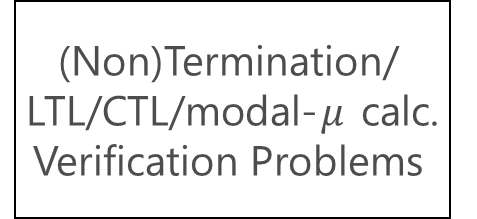 (Non)Termination/
LTL/CTL/modal-μ calc.
Verification Problems